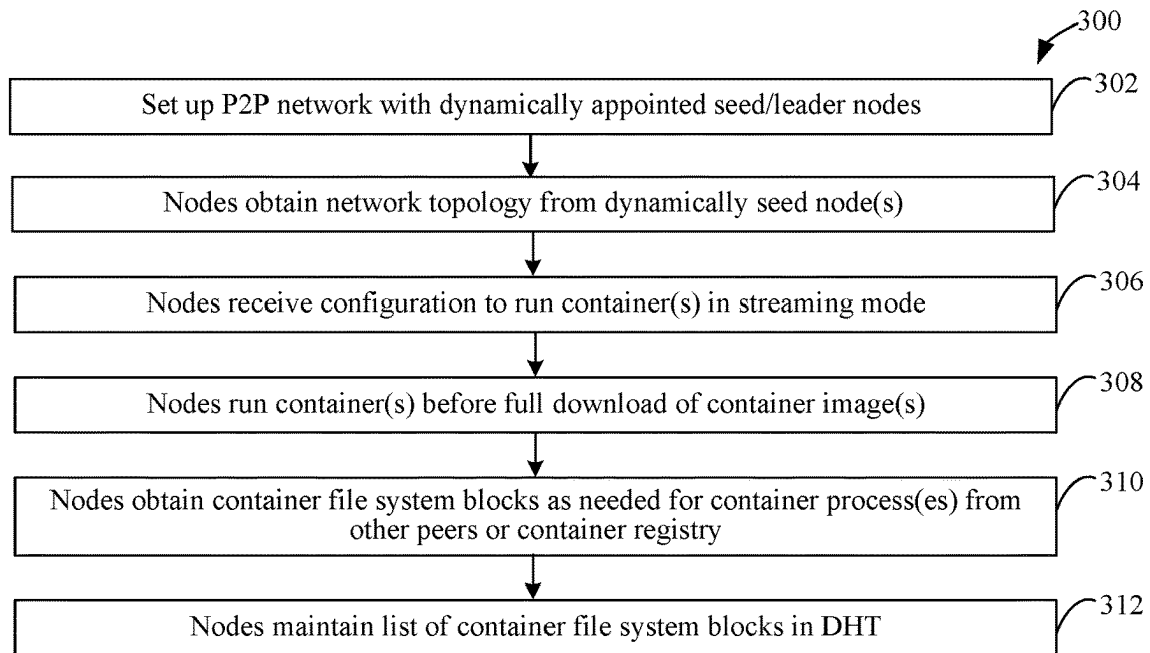 300
302
Set up P2P network with dynamically appointed seed/leader nodes
304
Nodes obtain network topology from dynamically seed node(s)
306
Nodes receive configuration to run container(s) in streaming mode
308
Nodes run container(s) before full download of container image(s)
310
Nodes obtain container file system blocks as needed for container process(es) from
other peers or container registry
312
Nodes maintain list of container file system blocks in DHT